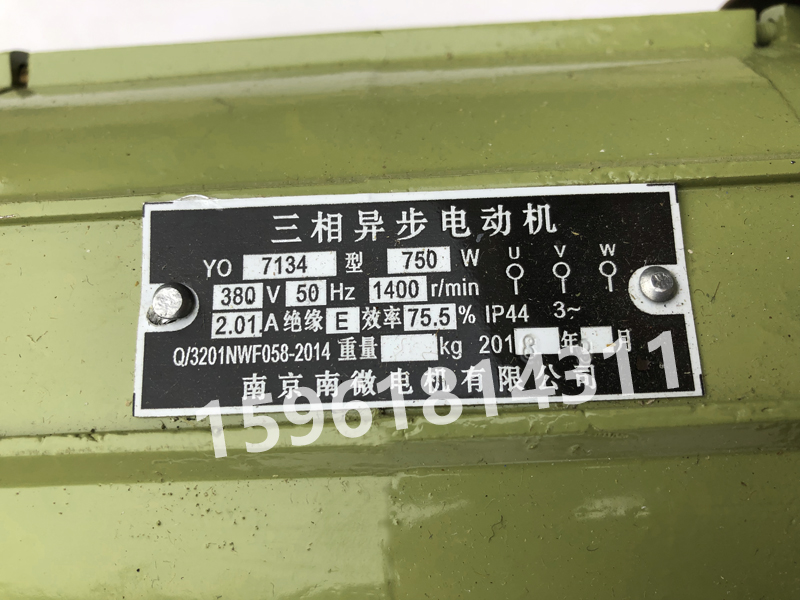 三相异步电动机
YO 7134 型 750 W U V W
380 V 50 Hz 1400 r/min
2.01 A 绝缘 E 效率 75.5 % IP44 3~
Q/3201NWF058-2014 重量 kg 2018 年 月
南京南微电机有限公司
15961814311